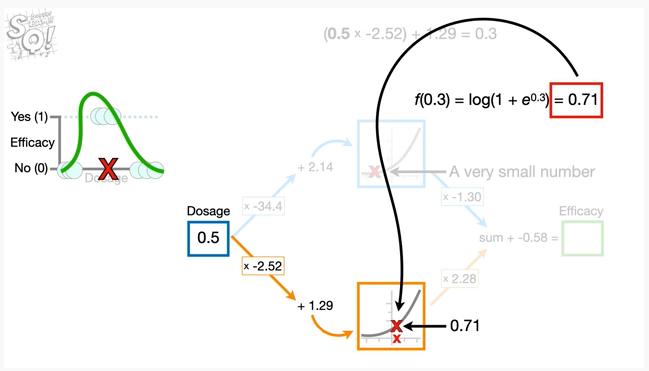 SQ!
(0.5 x -2.52) + 1.29 = 0.3
f(0.3) = log(1 + e^0.3) = 0.71
Yes (1)
Efficacy
No (0)
X
Dosage
+ 2.14
X
A very small number
x -34.4
x -1.30
Dosage
0.5
Efficacy
sum + -0.58 =
x -2.52
x 2.28
+ 1.29
X
0.71
X